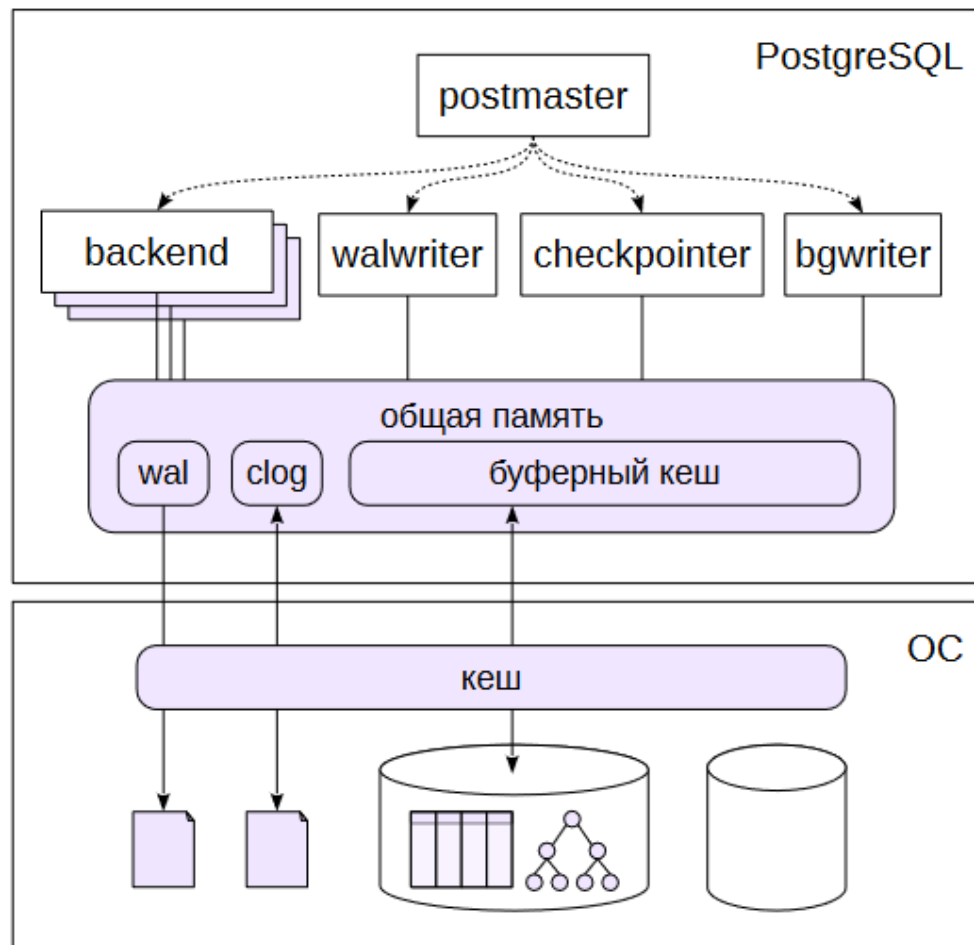 PostgreSQL
postmaster
backend
walwriter
checkpointer
bgwriter
общая память
wal
clog
буферный кеш
ОС
кеш